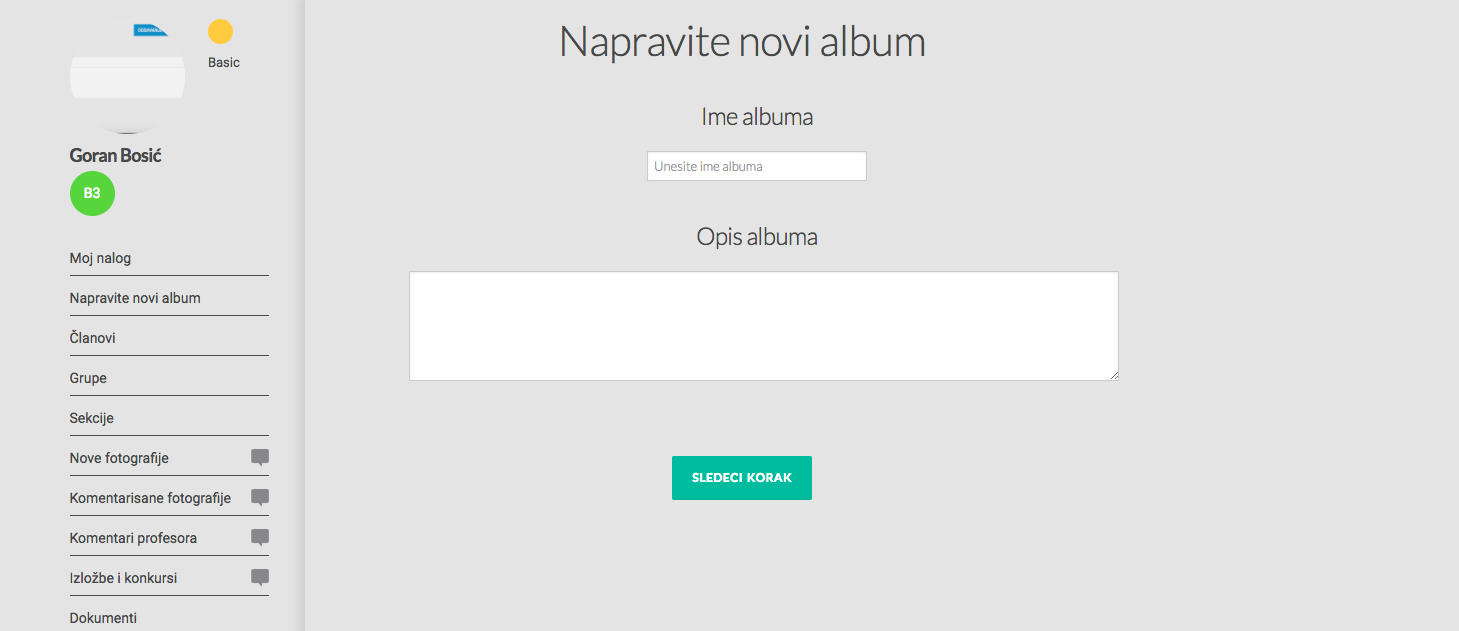 Basic
Goran Bosić
B3
Moj nalog
Napravite novi album
Članovi
Grupe
Sekcije
Nove fotografije
Komentarisane fotografije
Komentari profesora
Izložbe i konkursi
Dokumenti
Napravite novi album
Ime albuma
Unesite ime albuma
Opis albuma
SLEDECI KORAK